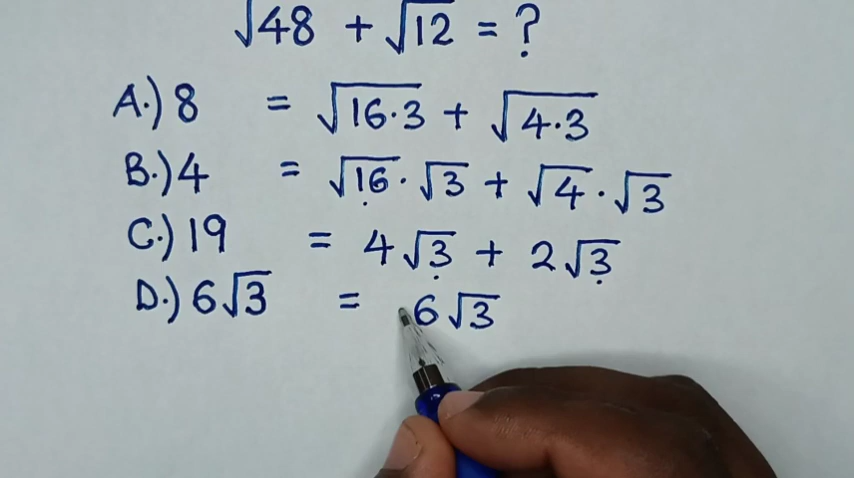 √48 + √12 = ?
A.) 8 = √16·3 + √4·3
B.) 4 = √16 · √3 + √4 · √3
C.) 19 = 4√3 + 2√3
D.) 6√3 = 6√3